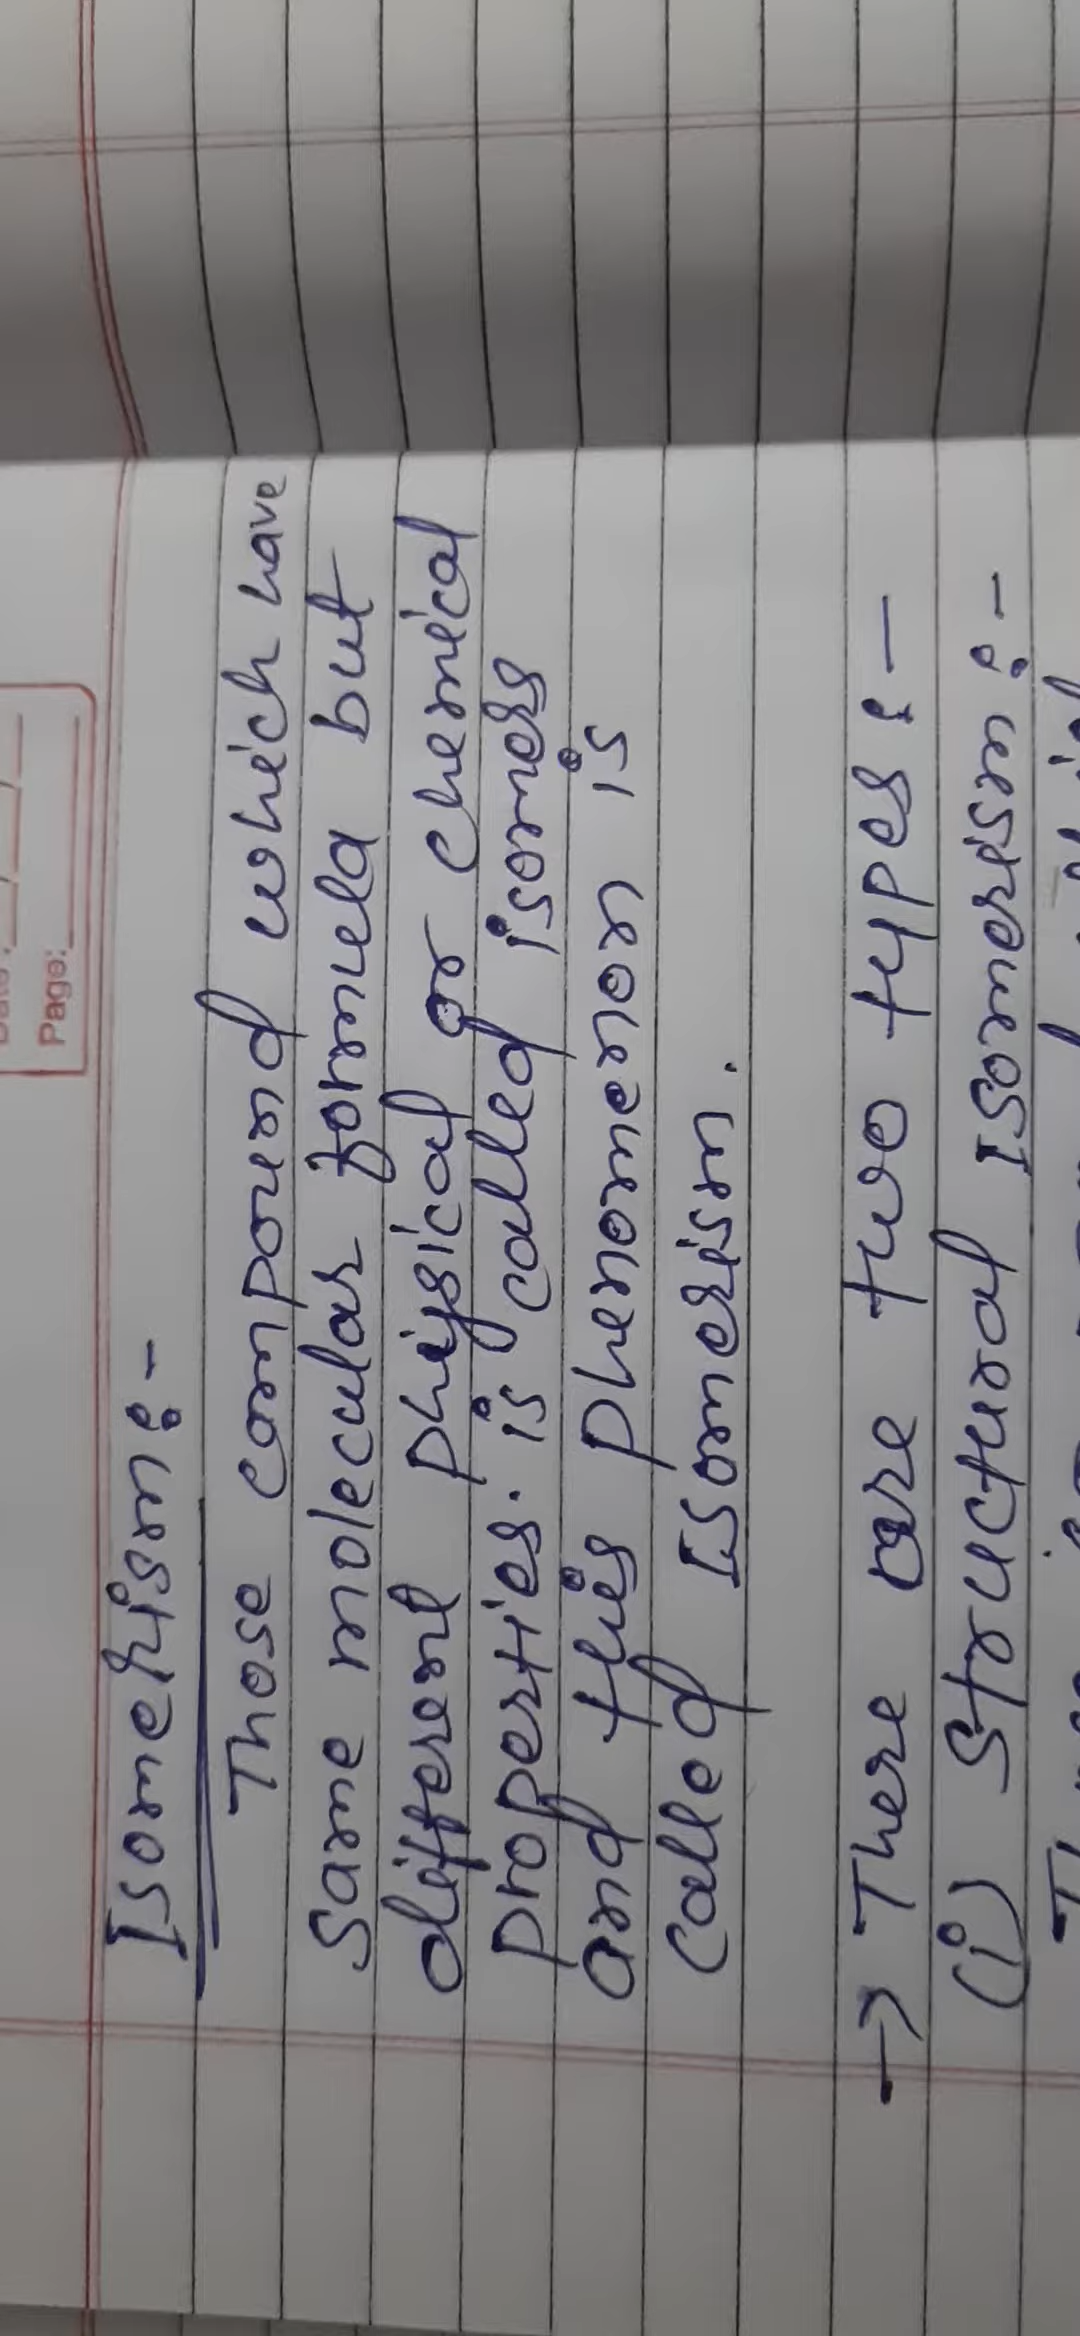 Page:
Isomerism:-
Those compound which have
Same molecular formula but
different physical or chemical
properties. is called isomers
and this phenomenon is
called Isomerism.
→ There are two types:-
(i) Structural Isomerism:-